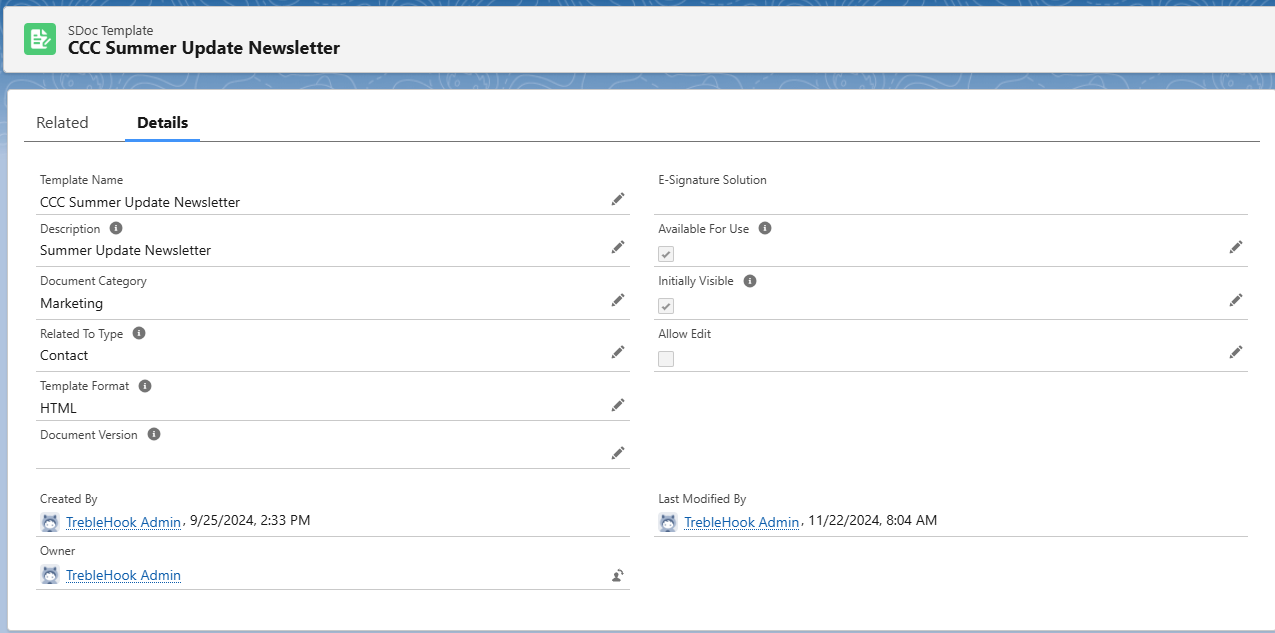 SDoc Template
CCC Summer Update Newsletter
Related
Details
Template Name
CCC Summer Update Newsletter
Description
Summer Update Newsletter
Document Category
Marketing
Related To Type
Contact
Template Format
HTML
Document Version
E-Signature Solution
Available For Use
Initially Visible
Allow Edit
Created By
TrebleHook Admin, 9/25/2024, 2:33 PM
Last Modified By
TrebleHook Admin, 11/22/2024, 8:04 AM
Owner
TrebleHook Admin